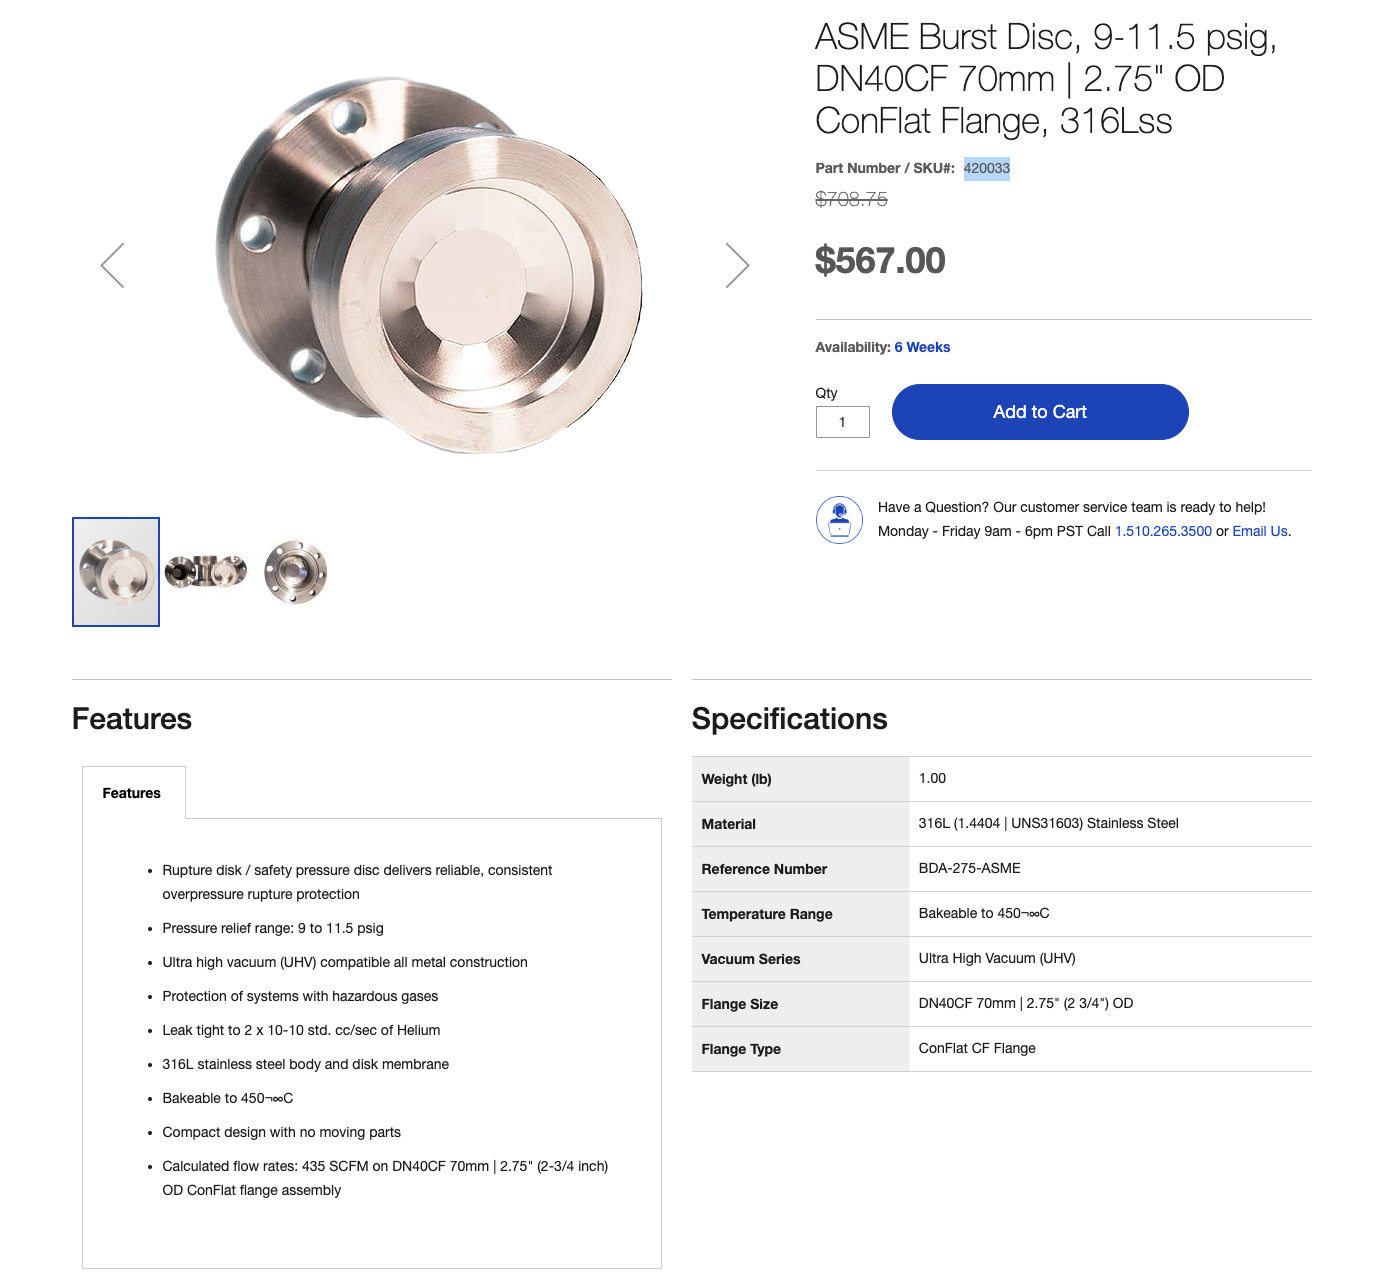 ASME Burst Disc, 9-11.5 psig,
DN40CF 70mm | 2.75" OD
ConFlat Flange, 316Lss
Part Number / SKU#: 420033
$708.75
$567.00
Availability: 6 Weeks
Qty
1
Add to Cart
Have a Question? Our customer service team is ready to help!
Monday - Friday 9am - 6pm PST Call 1.510.265.3500 or Email Us.
Features
Features
Rupture disk / safety pressure disc delivers reliable, consistent
overpressure rupture protection
Pressure relief range: 9 to 11.5 psig
Ultra high vacuum (UHV) compatible all metal construction
Protection of systems with hazardous gases
Leak tight to 2 x 10-10 std. cc/sec of Helium
316L stainless steel body and disk membrane
Bakeable to 450¬∞C
Compact design with no moving parts
Calculated flow rates: 435 SCFM on DN40CF 70mm | 2.75" (2-3/4 inch)
OD ConFlat flange assembly
Specifications
Weight (lb) 1.00
Material 316L (1.4404 | UNS31603) Stainless Steel
Reference Number BDA-275-ASME
Temperature Range Bakeable to 450¬∞C
Vacuum Series Ultra High Vacuum (UHV)
Flange Size DN40CF 70mm | 2.75" (2 3/4") OD
Flange Type ConFlat CF Flange